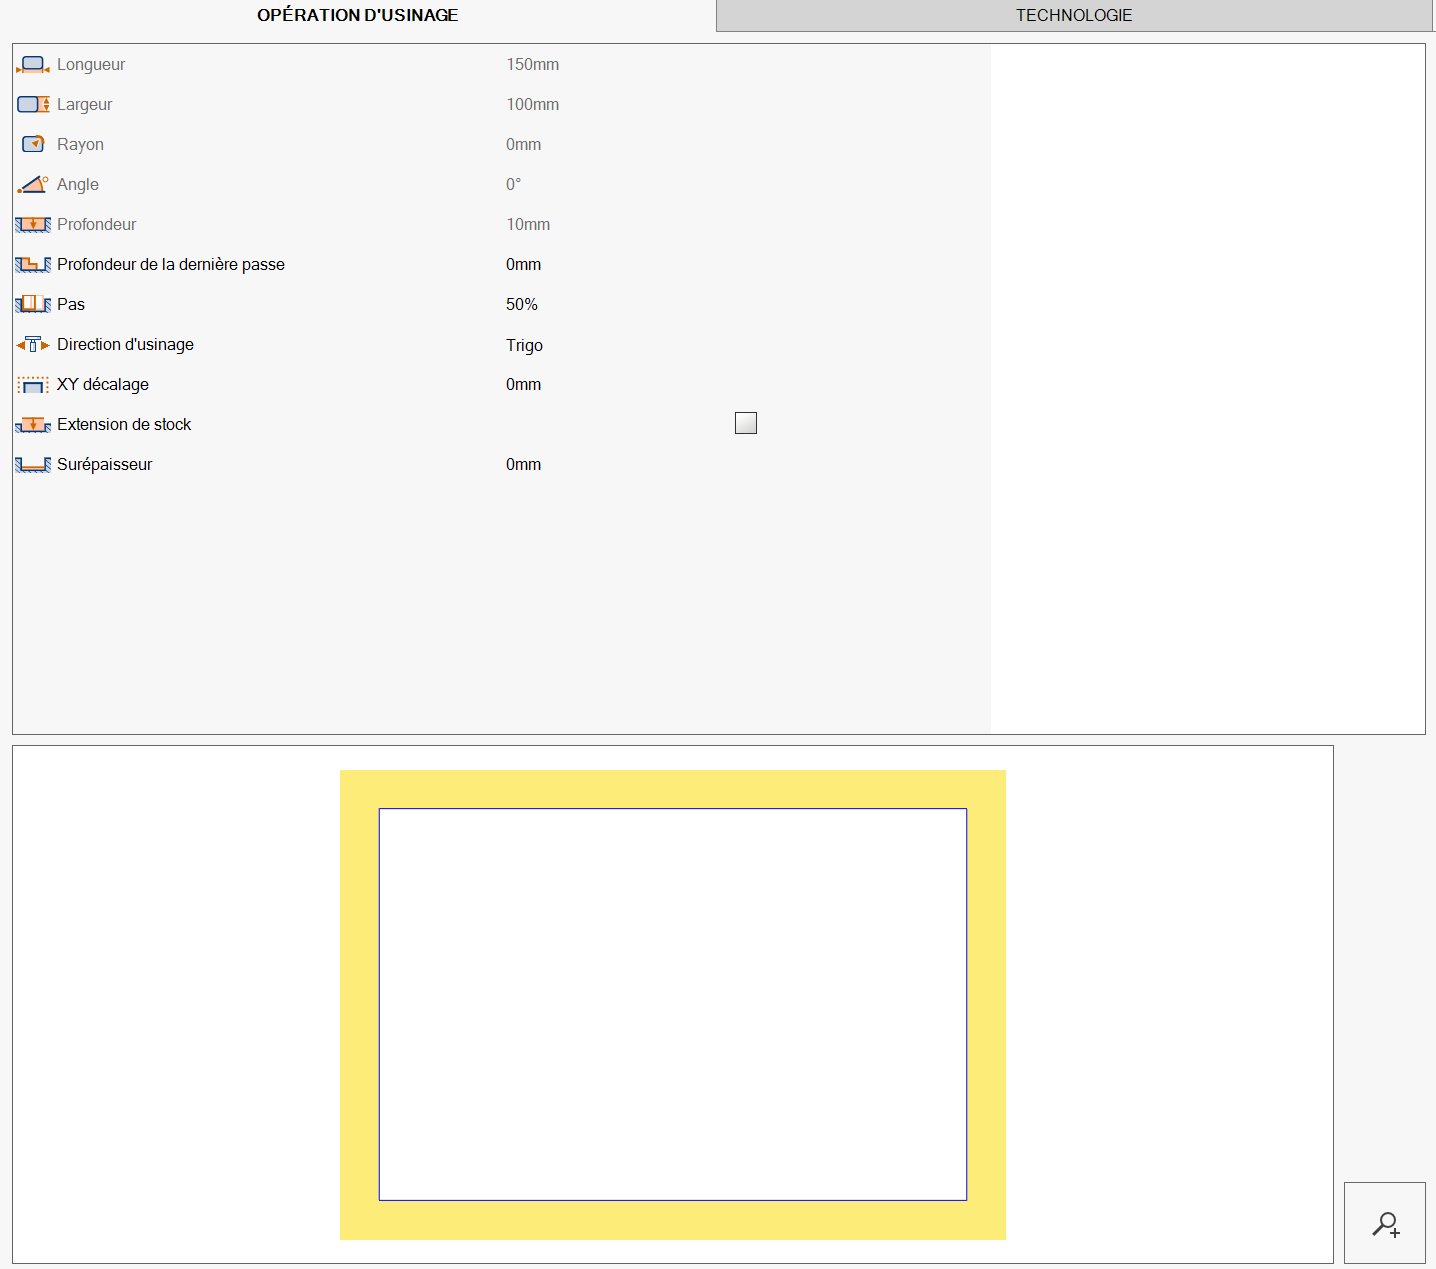 OPÉRATION D'USINAGE
TECHNOLOGIE
Longueur 150mm
Largeur 100mm
Rayon 0mm
Angle 0°
Profondeur 10mm
Profondeur de la dernière passe 0mm
Pas 50%
Direction d'usinage Trigo
XY décalage 0mm
Extension de stock
Surépaisseur 0mm